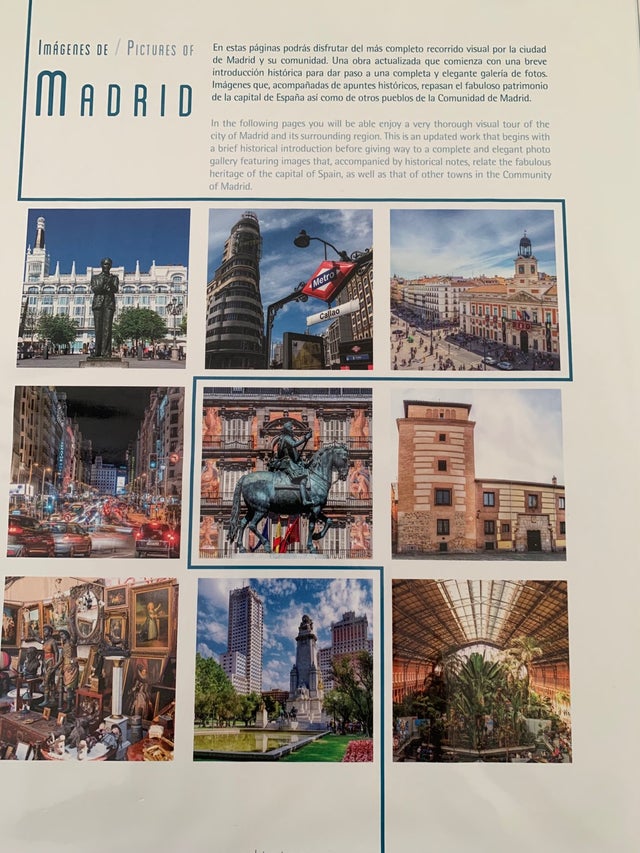 IMÁGENES DE / PICTURES OF
MADRID
En estas páginas podrás disfrutar del más completo recorrido visual por la ciudad
de Madrid y su comunidad. Una obra actualizada que comienza con una breve
introducción histórica para dar paso a una completa y elegante galería de fotos.
Imágenes que, acompañadas de apuntes históricos, repasan el fabuloso patrimonio
de la capital de España así como de otros pueblos de la Comunidad de Madrid.
In the following pages you will be able enjoy a very thorough visual tour of the
city of Madrid and its surrounding region. This is an updated work that begins with
a brief historical introduction before giving way to a complete and elegant photo
gallery featuring images that, accompanied by historical notes, relate the fabulous
heritage of the capital of Spain, as well as that of other towns in the Community
of Madrid.
Metro
Callao